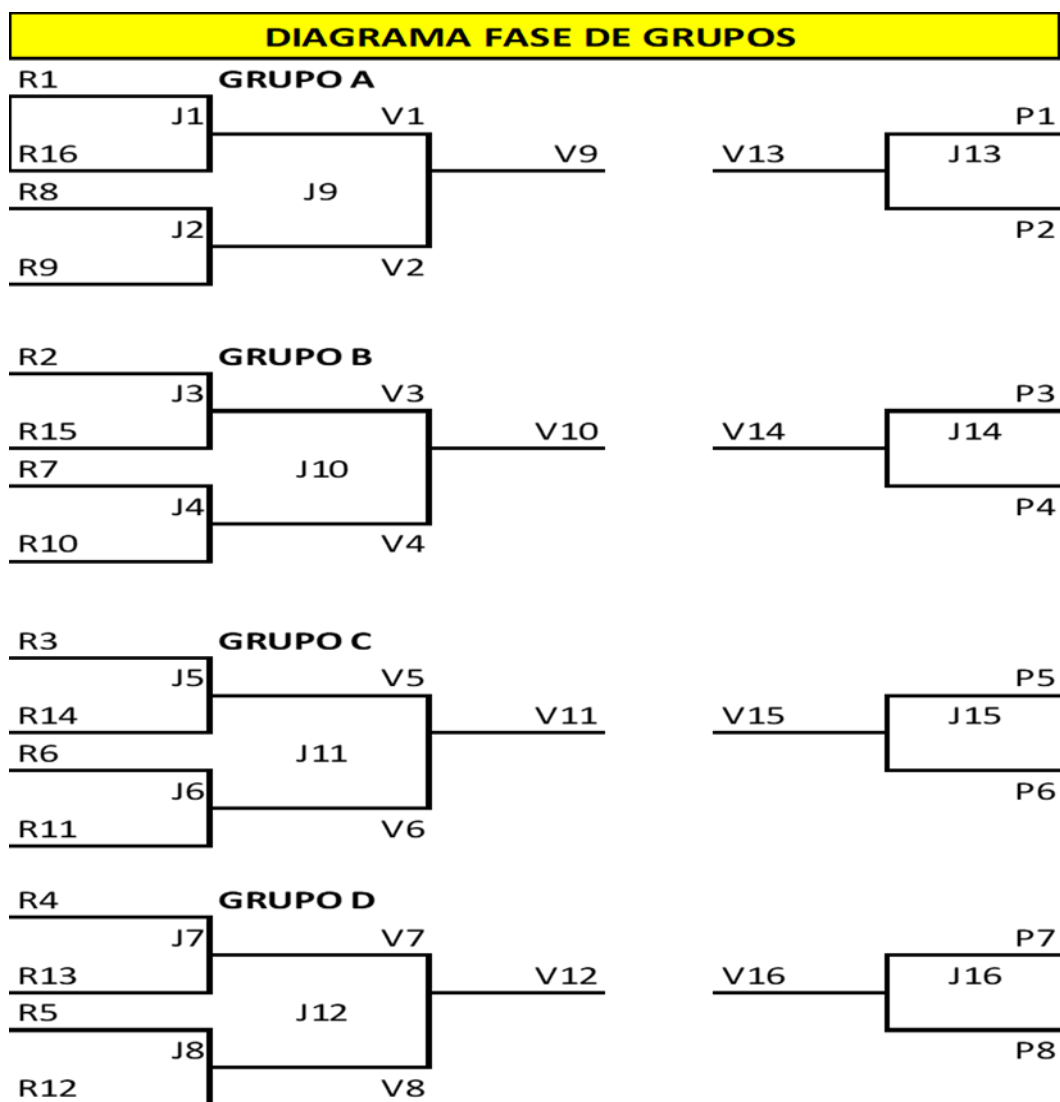 DIAGRAMA FASE DE GRUPOS
R1 GRUPO A
J1 V1 P1
R16 V9 V13 J13
R8 J9
J2 P2
R9 V2
R2 GRUPO B
J3 V3 P3
R15 V10 V14 J14
R7 J10
J4 P4
R10 V4
R3 GRUPO C
J5 V5 P5
R14 V11 V15 J15
R6 J11
J6 P6
R11 V6
R4 GRUPO D
J7 V7 P7
R13 V12 V16 J16
R5 J12
J8 P8
R12 V8